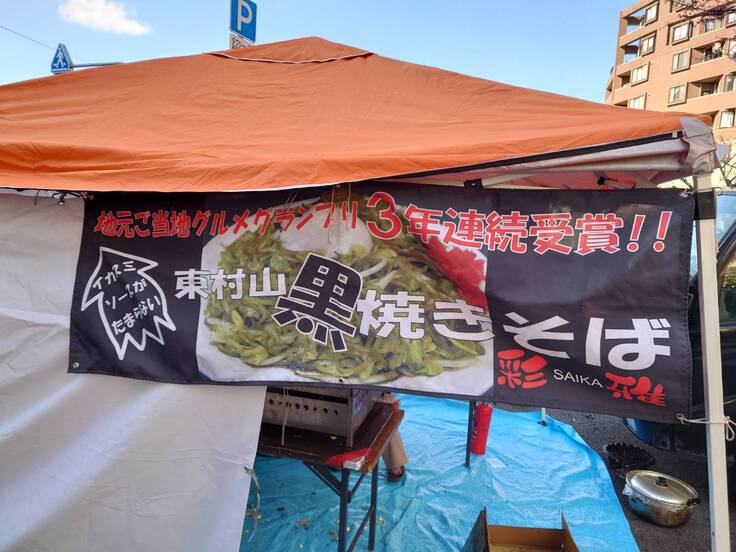 P
地元ご当地グルメグランプリ3年連続受賞!!
イカスミ
ソースが
たまらない
東村山黒焼きそば
彩雅
SAIKA